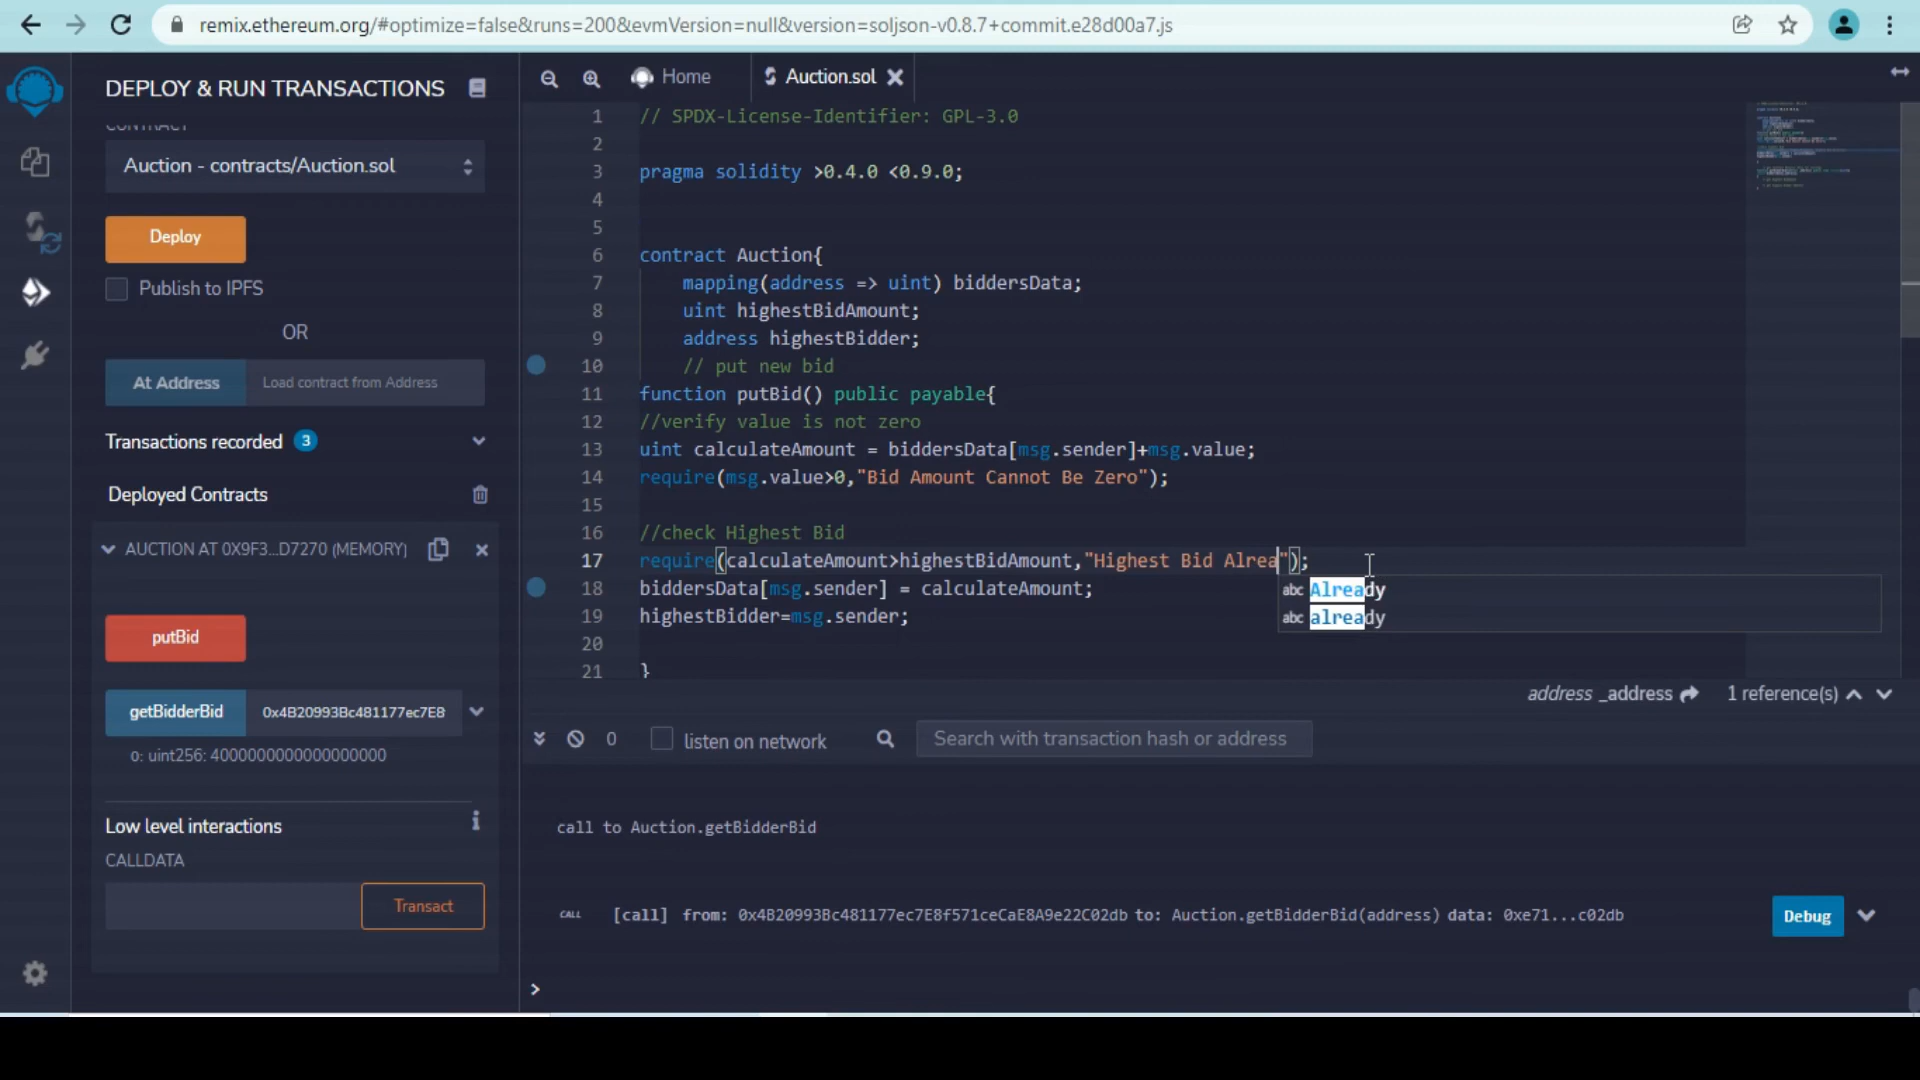 remix.ethereum.org/#optimize=false&runs=200&evmVersion=null&version=soljson-v0.8.7+commit.e28d00a7.js
DEPLOY & RUN TRANSACTIONS
CONTRACT
Auction - contracts/Auction.sol
Deploy
Publish to IPFS
OR
At Address Load contract from Address
Transactions recorded 3
Deployed Contracts
AUCTION AT 0X9F3...D7270 (MEMORY)
putBid
getBidderBid 0x4B20993Bc481177ec7E8
0: uint256: 4000000000000000000
Low level interactions
CALLDATA
Transact
Home Auction.sol
1 // SPDX-License-Identifier: GPL-3.0
2
3 pragma solidity >0.4.0 <0.9.0;
4
5
6 contract Auction{
7 mapping(address => uint) biddersData;
8 uint highestBidAmount;
9 address highestBidder;
10 // put new bid
11 function putBid() public payable{
12 //verify value is not zero
13 uint calculateAmount = biddersData[msg.sender]+msg.value;
14 require(msg.value>0,"Bid Amount Cannot Be Zero");
15
16 //check Highest Bid
17 require(calculateAmount>highestBidAmount,"Highest Bid Alrea");
18 biddersData[msg.sender] = calculateAmount;
19 highestBidder=msg.sender;
20
21 }
abc Already
abc already
address _address 1 reference(s)
0 listen on network Search with transaction hash or address
call to Auction.getBidderBid
CALL [call] from: 0x4B20993Bc481177ec7E8f571ceCaE8A9e22C02db to: Auction.getBidderBid(address) data: 0xe71...c02db Debug
>